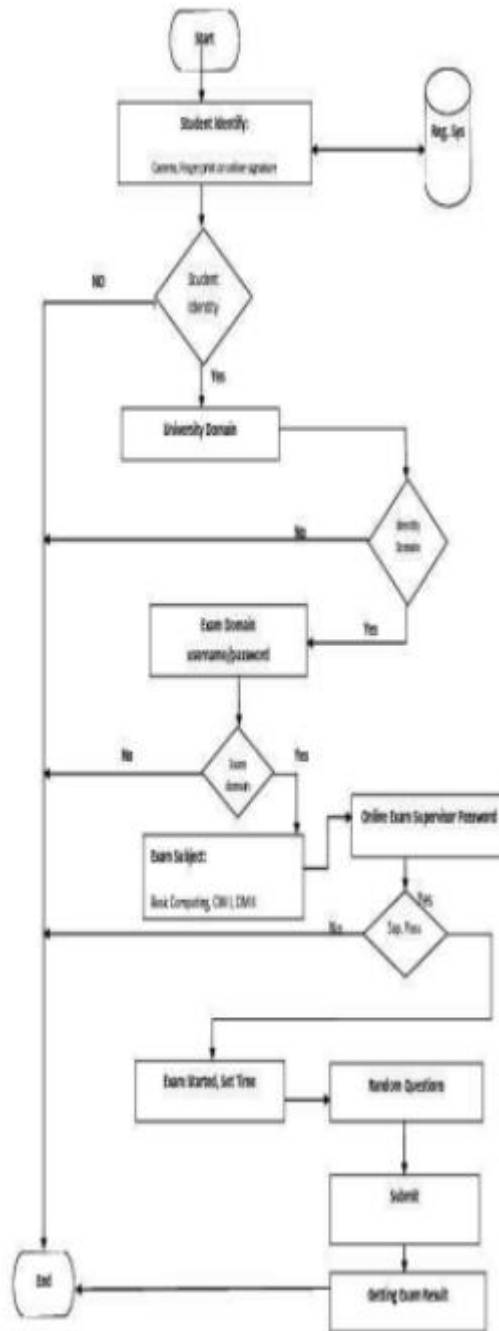 Start
Student Identify:
Camera, Fingerprint or online signature
Reg. Sys
NO
Student
Identity
Yes
University Domain
No
Identity
Domain
Yes
Exam Domain
username/password
No
Yes
Exam
domain
Online Exam Supervisor Password
Exam Subject:
Basic Computing,
No
Yes
Sup. Pass
Exam Started, Set Time
Random Questions
Submit
End
Getting Exam Result